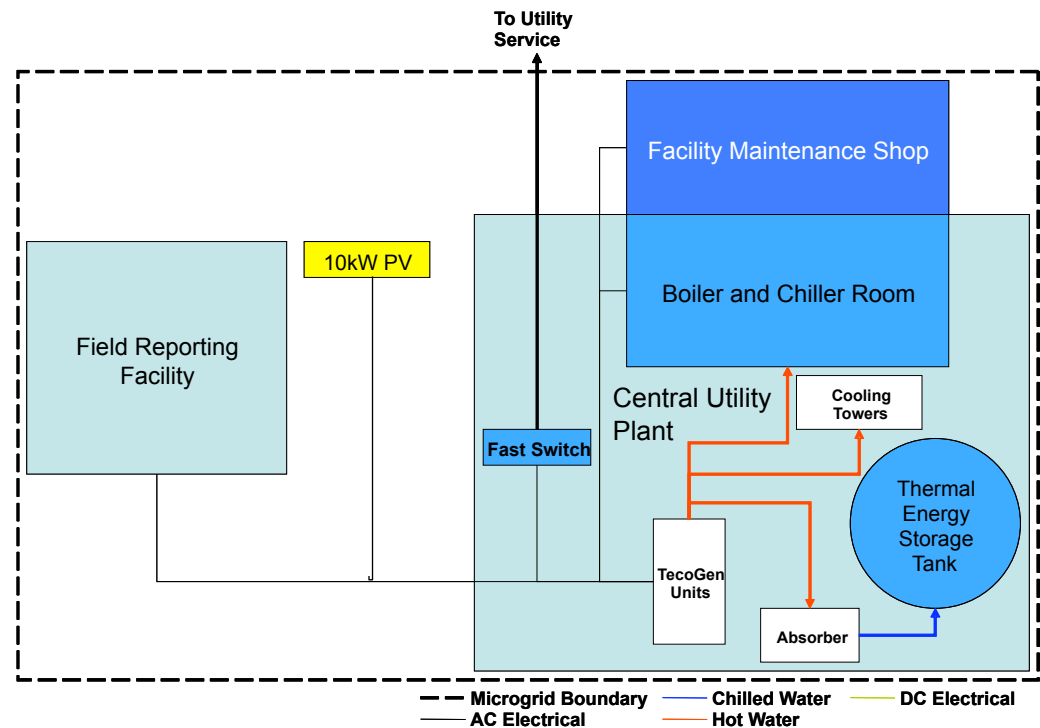 To Utility
Service
Facility Maintenance Shop
10kW PV
Boiler and Chiller Room
Field Reporting
Facility
Cooling
Towers
Central Utility
Plant
Fast Switch
Thermal
Energy
Storage
Tank
TecoGen
Units
Absorber
Microgrid Boundary
Chilled Water
DC Electrical
AC Electrical
Hot Water